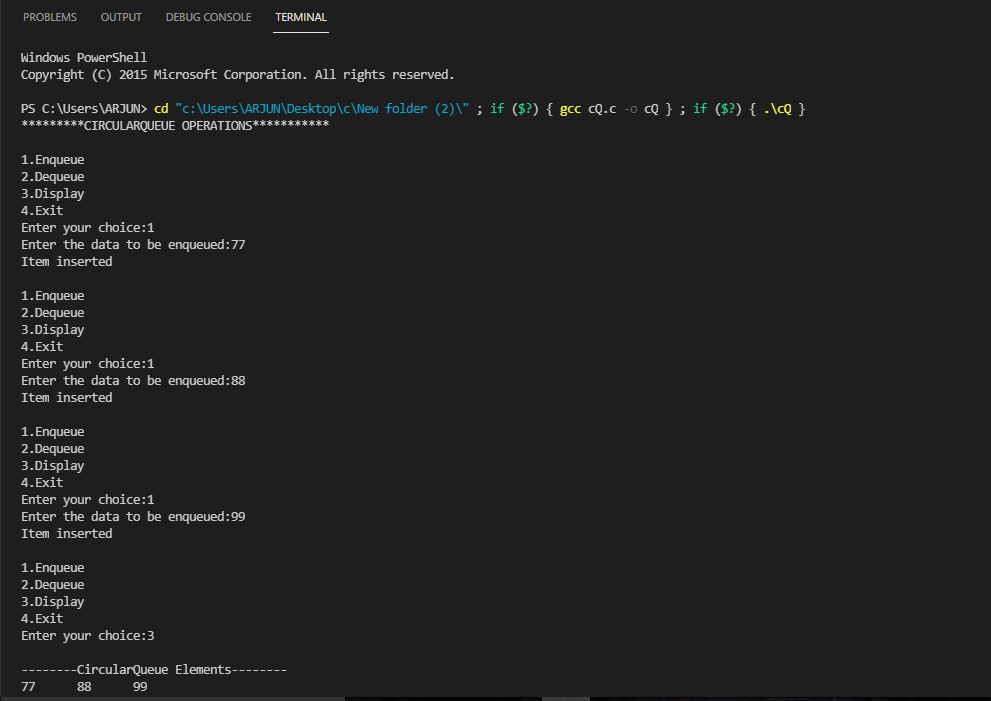 PROBLEMS OUTPUT DEBUG CONSOLE TERMINAL
Windows PowerShell
Copyright (C) 2015 Microsoft Corporation. All rights reserved.
PS C:\Users\ARJUN> cd "c:\Users\ARJUN\Desktop\c\New folder (2)\" ; if ($?) { gcc cQ.c -o cQ } ; if ($?) { .\cQ }
*********CIRCULARQUEUE OPERATIONS***********
1.Enqueue
2.Dequeue
3.Display
4.Exit
Enter your choice:1
Enter the data to be enqueued:77
Item inserted
1.Enqueue
2.Dequeue
3.Display
4.Exit
Enter your choice:1
Enter the data to be enqueued:88
Item inserted
1.Enqueue
2.Dequeue
3.Display
4.Exit
Enter your choice:1
Enter the data to be enqueued:99
Item inserted
1.Enqueue
2.Dequeue
3.Display
4.Exit
Enter your choice:3
--------CircularQueue Elements--------
77 88 99